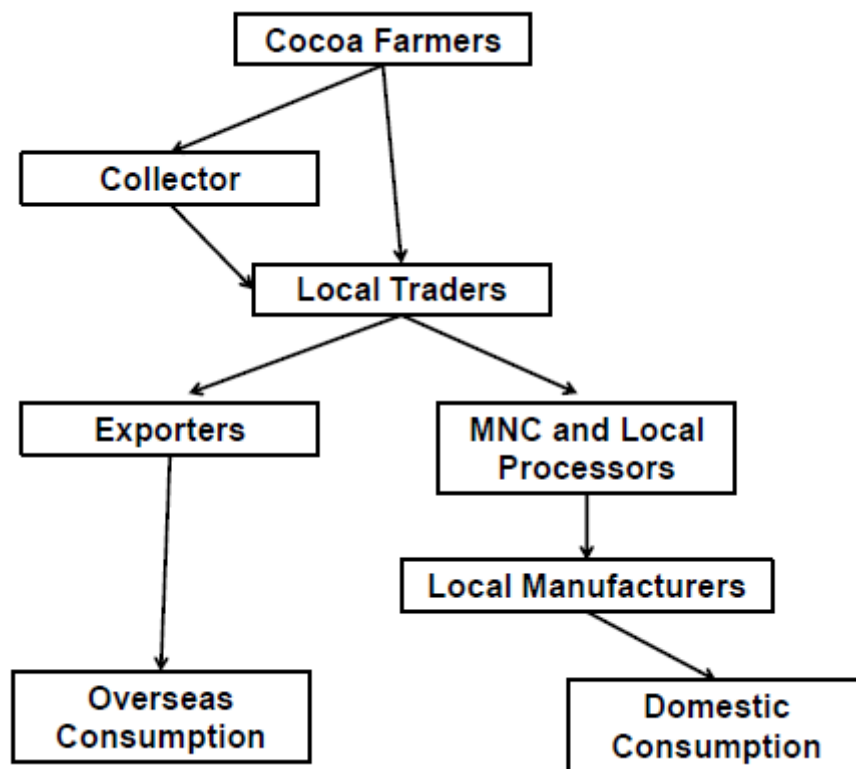 Cocoa Farmers
Collector
Local Traders
Exporters
MNC and Local
Processors
Local Manufacturers
Overseas
Consumption
Domestic
Consumption